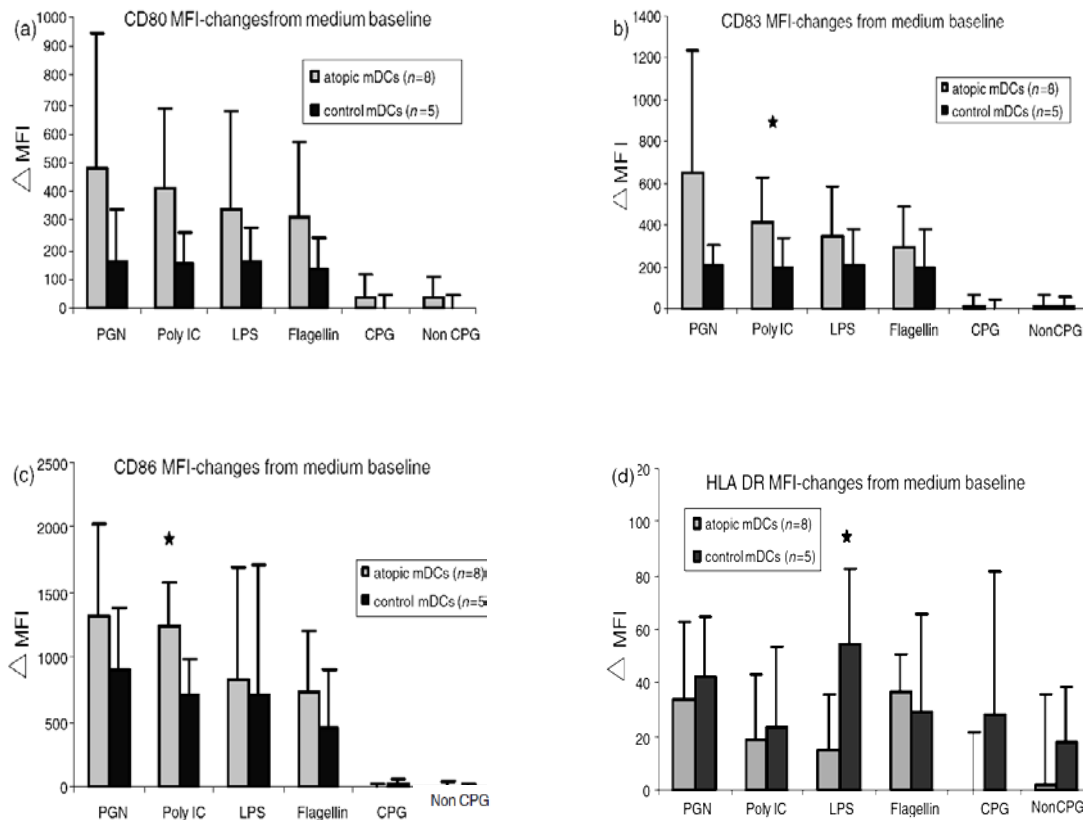 (a)
CD80 MFI-changesfrom medium baseline
1000
900
800
700
600
500
400
300
200
100
0
△ MFI
atopic mDCs (n=8)
control mDCs (n=5)
PGN Poly IC LPS Flagellin CPG Non CPG
b)
CD83 MFI-changes from medium baseline
1400
1200
1000
800
600
400
200
0
△ MFI
atopic mDCs (n=8)
control mDCs (n=5)
PGN Poly IC LPS Flagellin CPG NonCPG
(c)
CD86 MFI-changes from medium baseline
2500
2000
1500
1000
500
0
△ MFI
atopic mDCs (n=8)
control mDCs (n=5
PGN Poly IC LPS Flagellin CPG Non CPG
(d)
HLA DR MFI-changes from medium baseline
20
100
80
60
40
20
0
△ MFI
atopic mDCs (n=8)
control mDCs (n=5)
PGN Poly IC LPS Flagellin CPG NonCPG